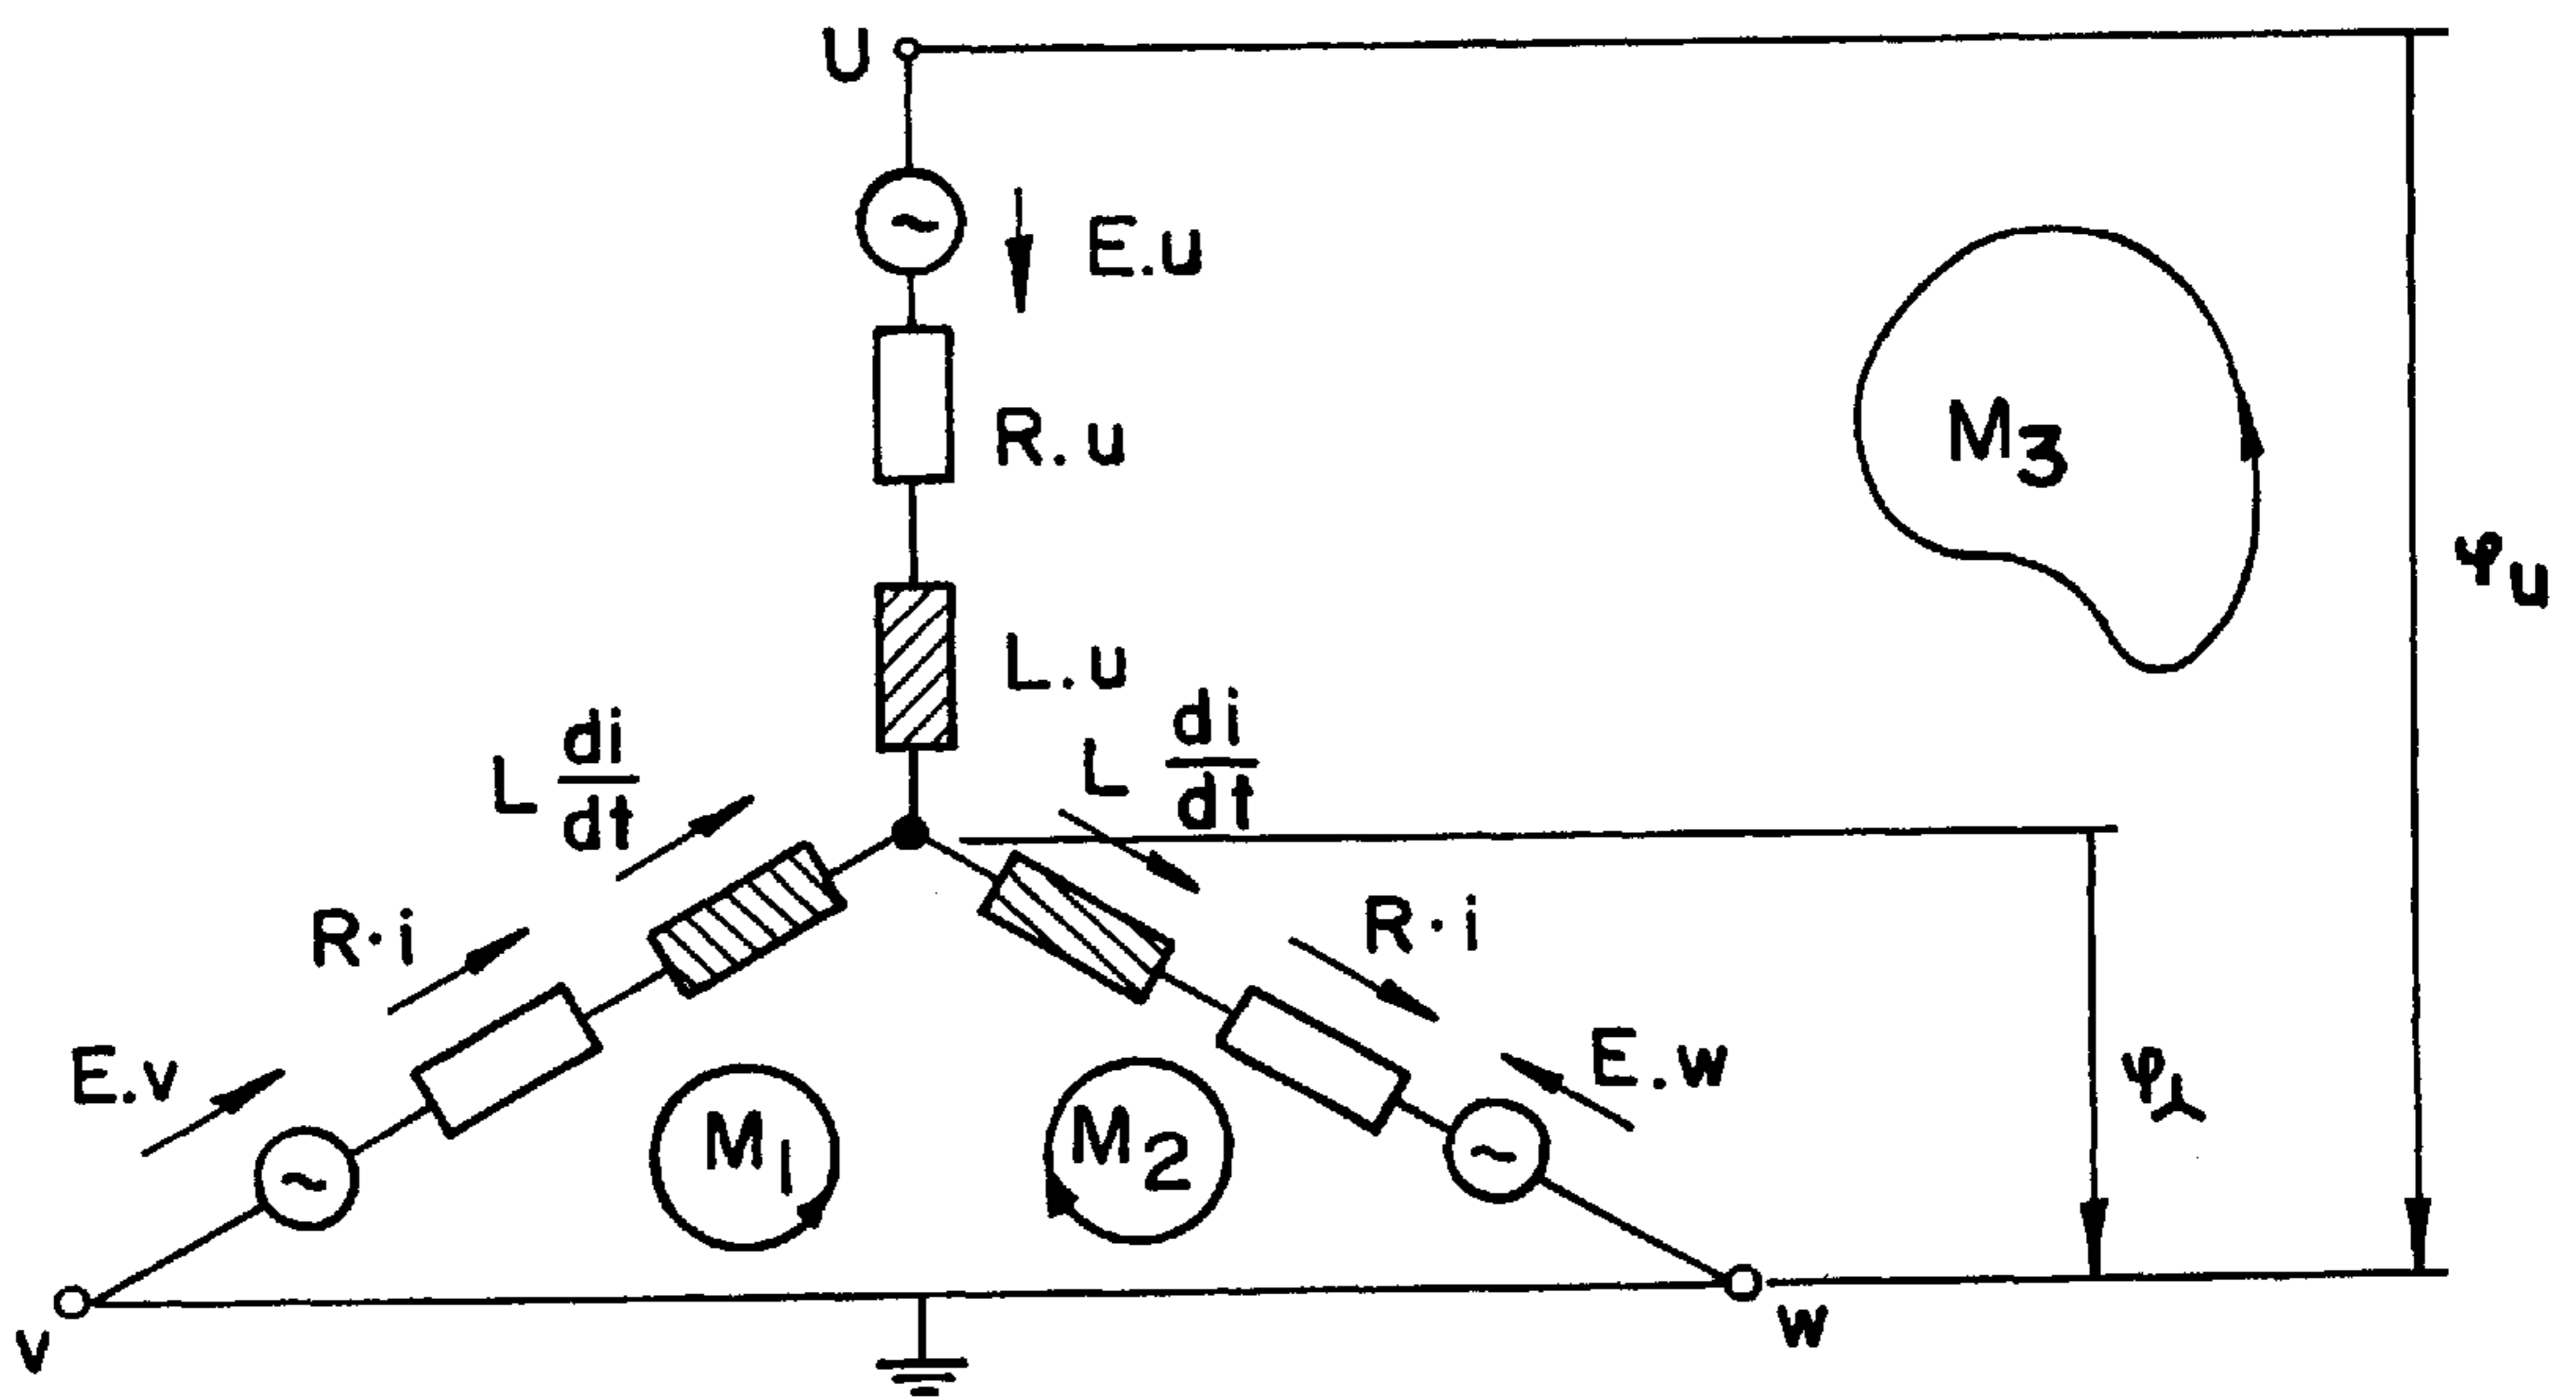 U
E.u
R.u
L.u
M3
φu
L di/dt
L di/dt
R·i
R·i
E.v
E.w
M1
M2
φ⅄
V
W